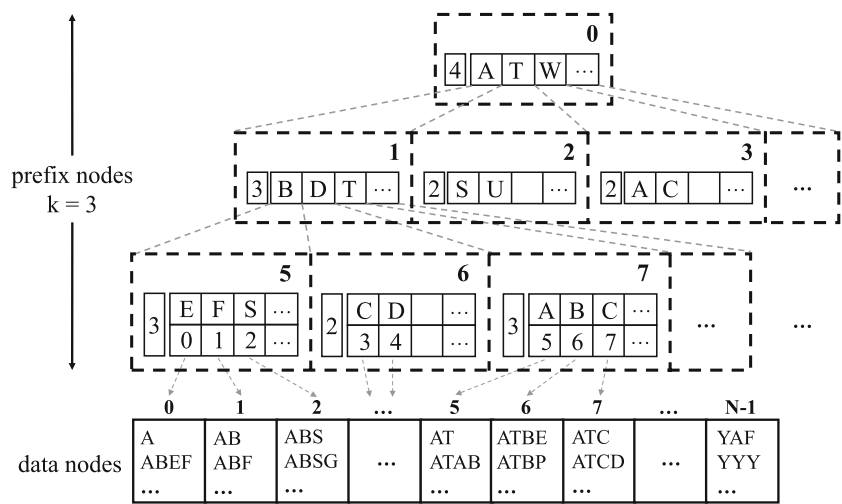 0
4 A T W ...
1 2 3
prefix nodes
k = 3
3 B D T ... 2 S U ... 2 A C ... ...
5 6 7
3 E F S ... 2 C D ... 3 A B C ...
0 1 2 ... 3 4 ... 5 6 7 ... ... ...
0 1 2 ... 5 6 7 ... N-1
data nodes
A AB ABS ... AT ATBE ATC ... YAF
ABEF ABF ABSG ATAB ATBP ATCD YYY
... ... ... ... ... ... ...